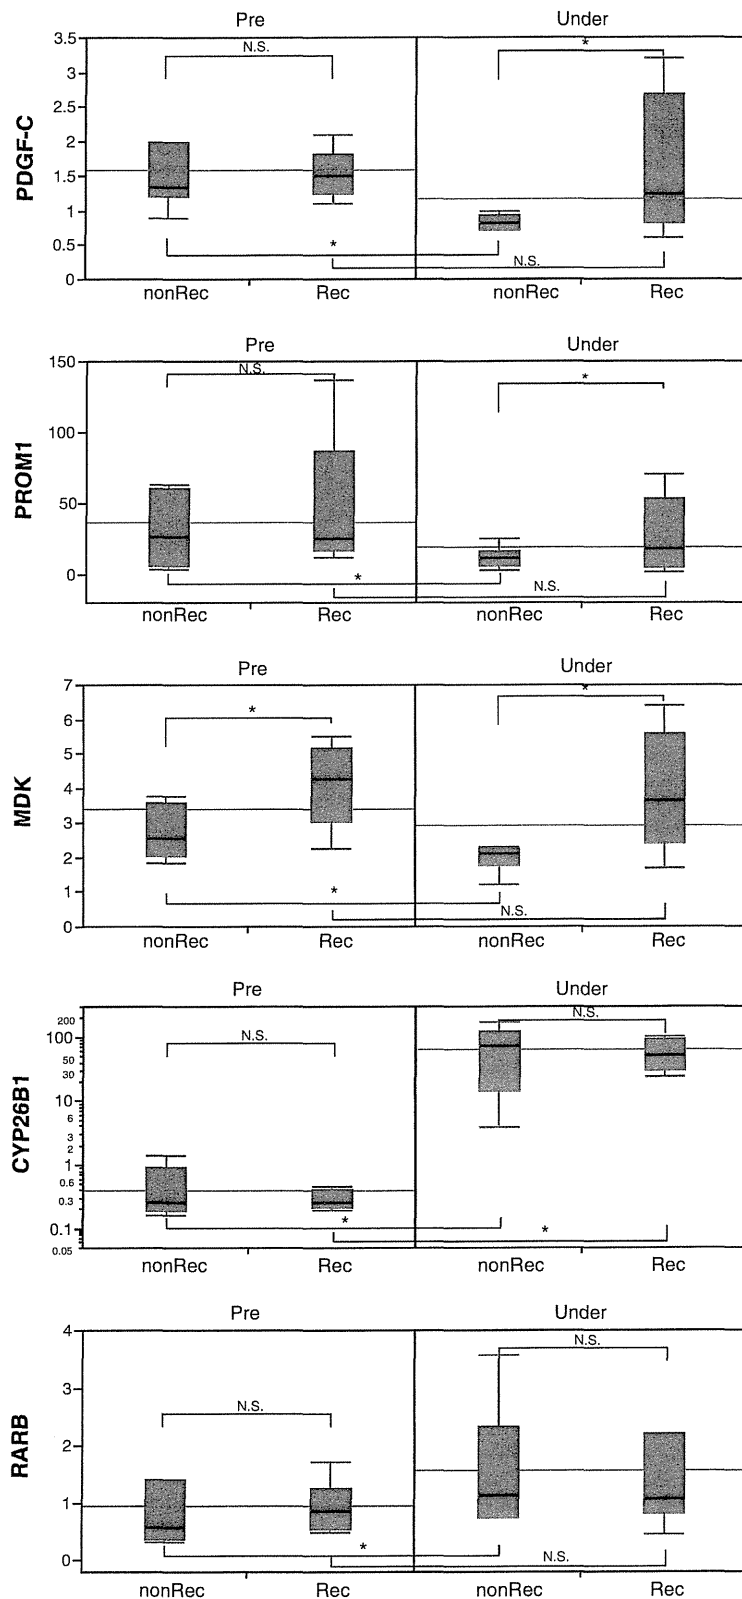 Pre Under
PDGF-C
3.5
3
2.5
2
1.5
1
0.5
0
N.S.
*
*
N.S.
nonRec Rec nonRec Rec
Pre Under
PROM1
150
100
50
0
N.S.
*
*
N.S.
nonRec Rec nonRec Rec
Pre Under
MDK
7
6
5
4
3
2
1
0
*
*
*
N.S.
nonRec Rec nonRec Rec
Pre Under
CYP26B1
200
100
50
30
10
6
3
2
1
0.6
0.3
0.1
0.05
N.S.
N.S.
*
*
nonRec Rec nonRec Rec
Pre Under
RARB
4
3
2
1
0
N.S.
N.S.
*
N.S.
nonRec Rec nonRec Rec